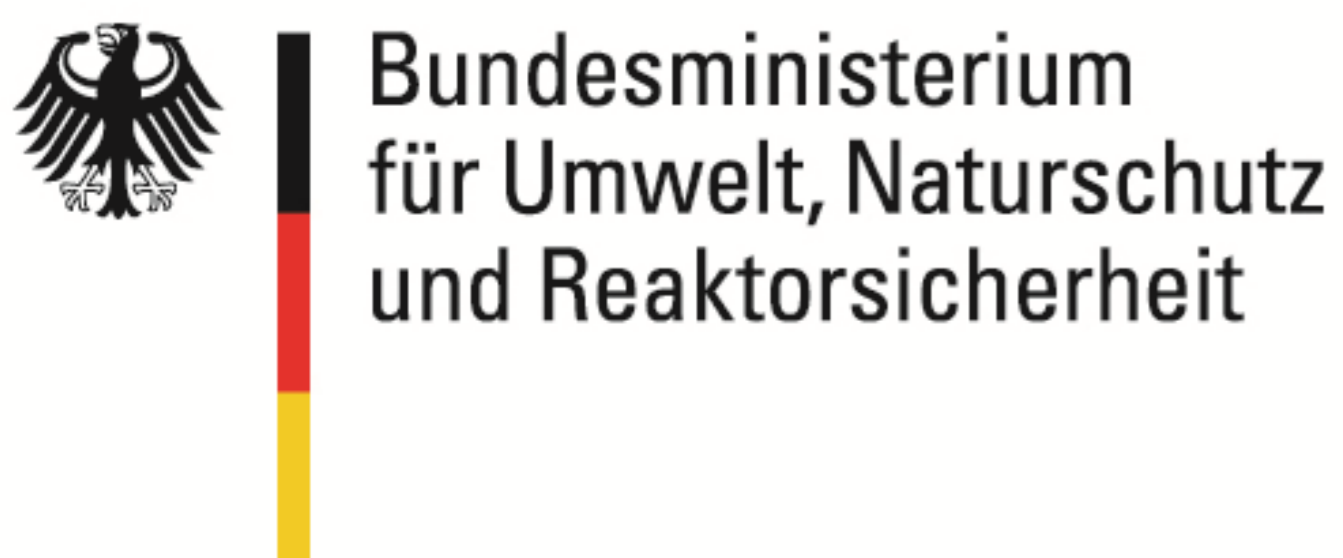 Bundesministerium
für Umwelt, Naturschutz
und Reaktorsicherheit